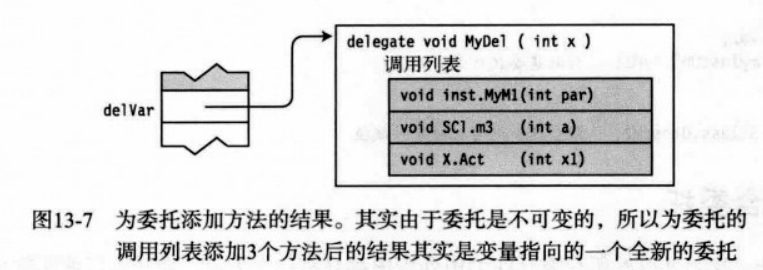 delegate void MyDel ( int x )
调用列表
void inst.MyM1(int par)
delVar
void SCl.m3 (int a)
void X.Act (int x1)
图13-7 为委托添加方法的结果。其实由于委托是不可变的，所以为委托的
调用列表添加3个方法后的结果其实是变量指向的一个全新的委托